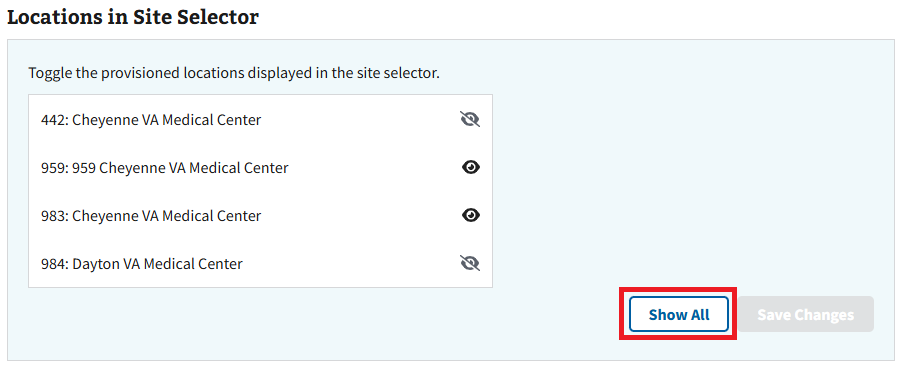 Locations in Site Selector
Toggle the provisioned locations displayed in the site selector.
442: Cheyenne VA Medical Center
959: 959 Cheyenne VA Medical Center
983: Cheyenne VA Medical Center
984: Dayton VA Medical Center
Show All
Save Changes